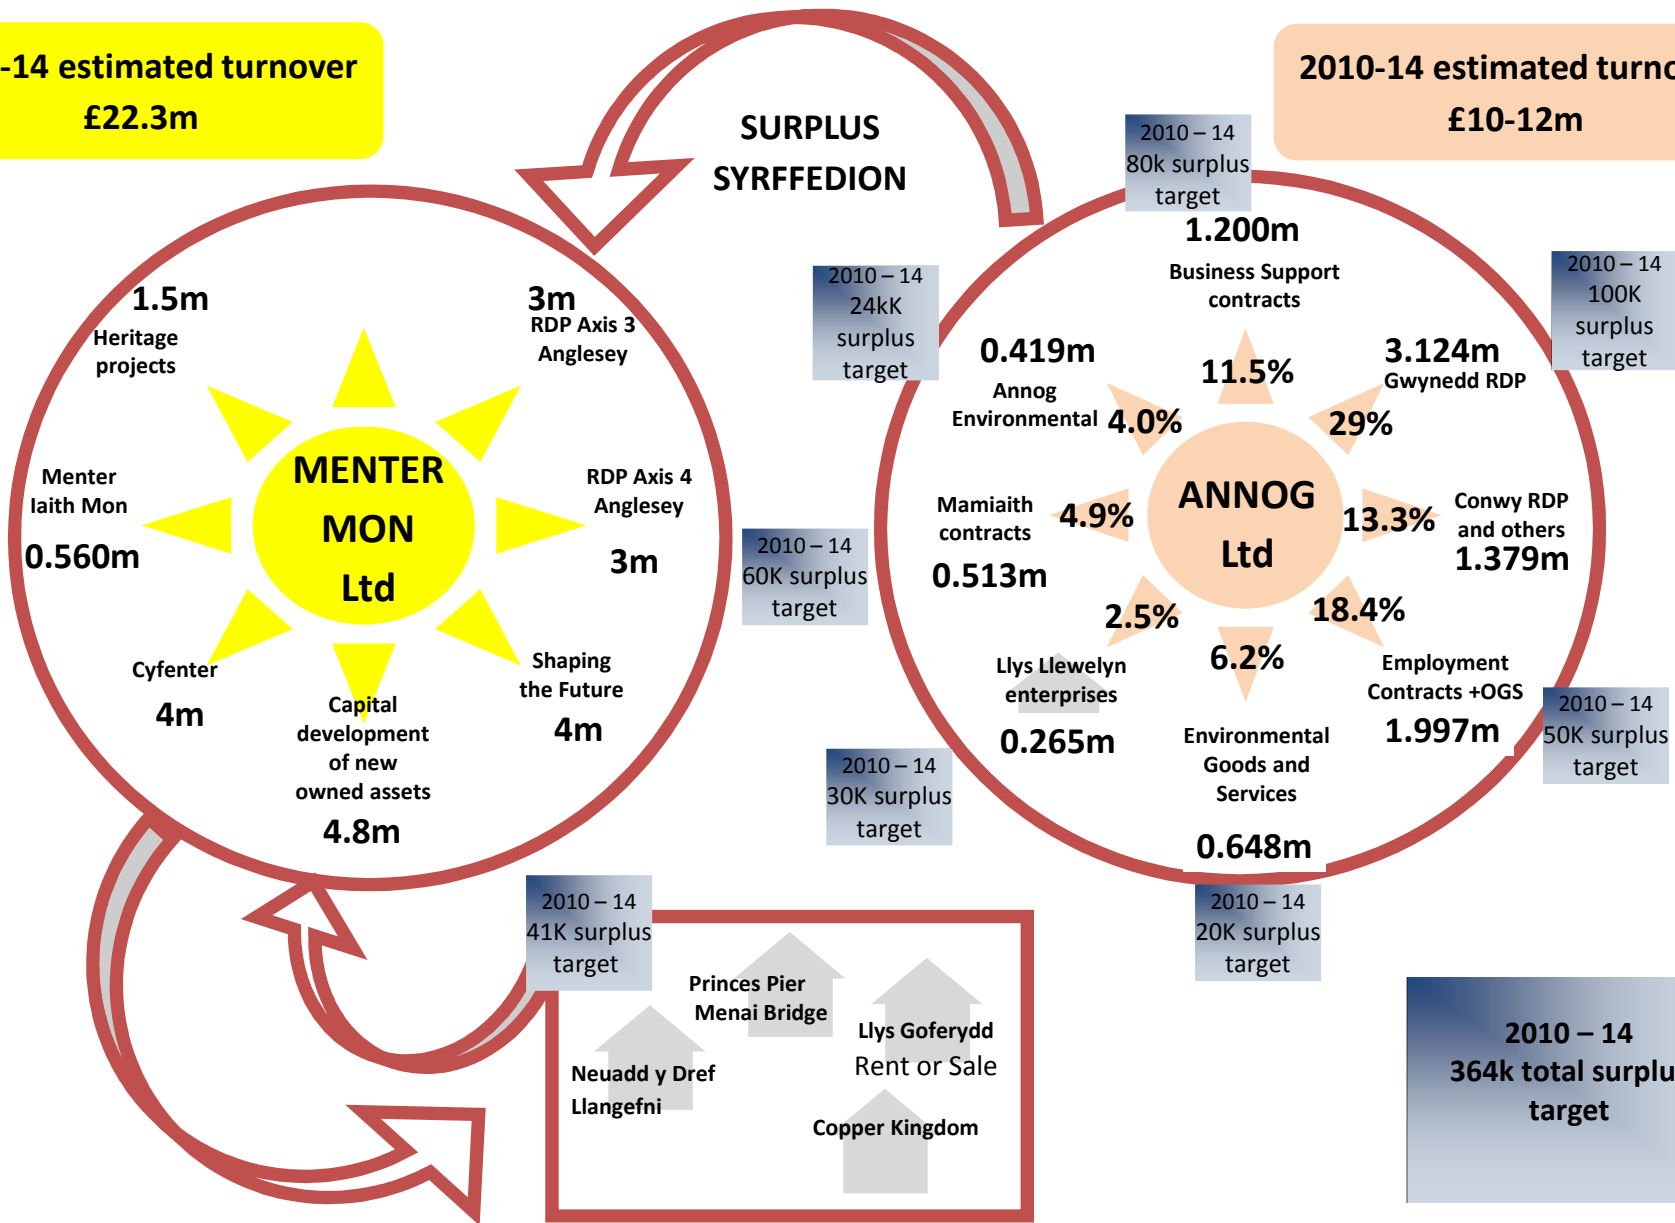 -14 estimated turnover
£22.3m
SURPLUS
SYRFFEDION
2010-14 estimated turno
£10-12m
1.5m
Heritage
projects
3m
RDP Axis 3
Anglesey
Menter
Iaith Mon
0.560m
MENTER
MON
Ltd
RDP Axis 4
Anglesey
3m
Cyfenter
4m
Capital
development
of new
owned assets
4.8m
Shaping
the Future
4m
2010 – 14
80k surplus
target
1.200m
Business Support
contracts
11.5%
2010 – 14
24kK
surplus
target
0.419m
Annog
Environmental
4.0%
2010 – 14
100K
surplus
target
3.124m
Gwynedd RDP
29%
Mamiaith
contracts
0.513m
4.9%
ANNOG
Ltd
13.3%
Conwy RDP
and others
1.379m
2010 – 14
60K surplus
target
2.5%
Llys Llewelyn
enterprises
0.265m
6.2%
Environmental
Goods and
Services
0.648m
18.4%
Employment
Contracts +OGS
1.997m
2010 – 14
50K surplus
target
2010 – 14
30K surplus
target
2010 – 14
20K surplus
target
2010 – 14
41K surplus
target
Princes Pier
Menai Bridge
Llys Goferydd
Rent or Sale
Neuadd y Dref
Llangefni
Copper Kingdom
2010 – 14
364k total surplu
target